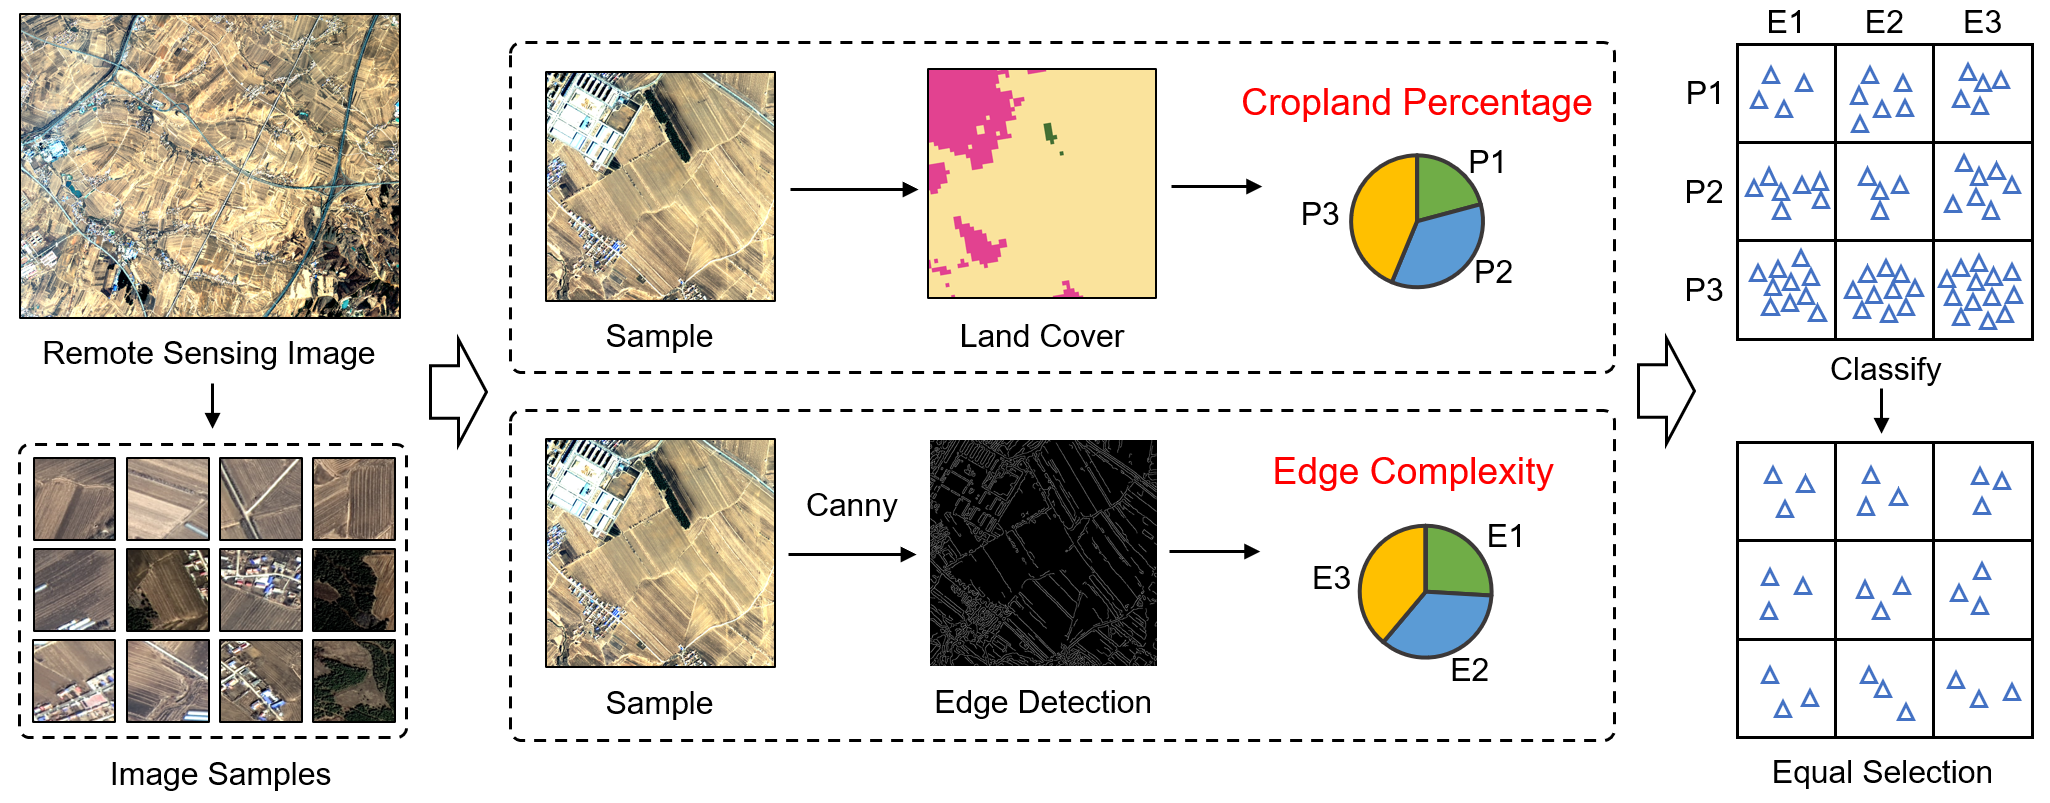 Remote Sensing Image
Image Samples
Sample
Land Cover
Cropland Percentage
P1
P2
P3
Sample
Canny
Edge Detection
Edge Complexity
E1
E2
E3
E1 E2 E3
P1
P2
P3
Classify
Equal Selection